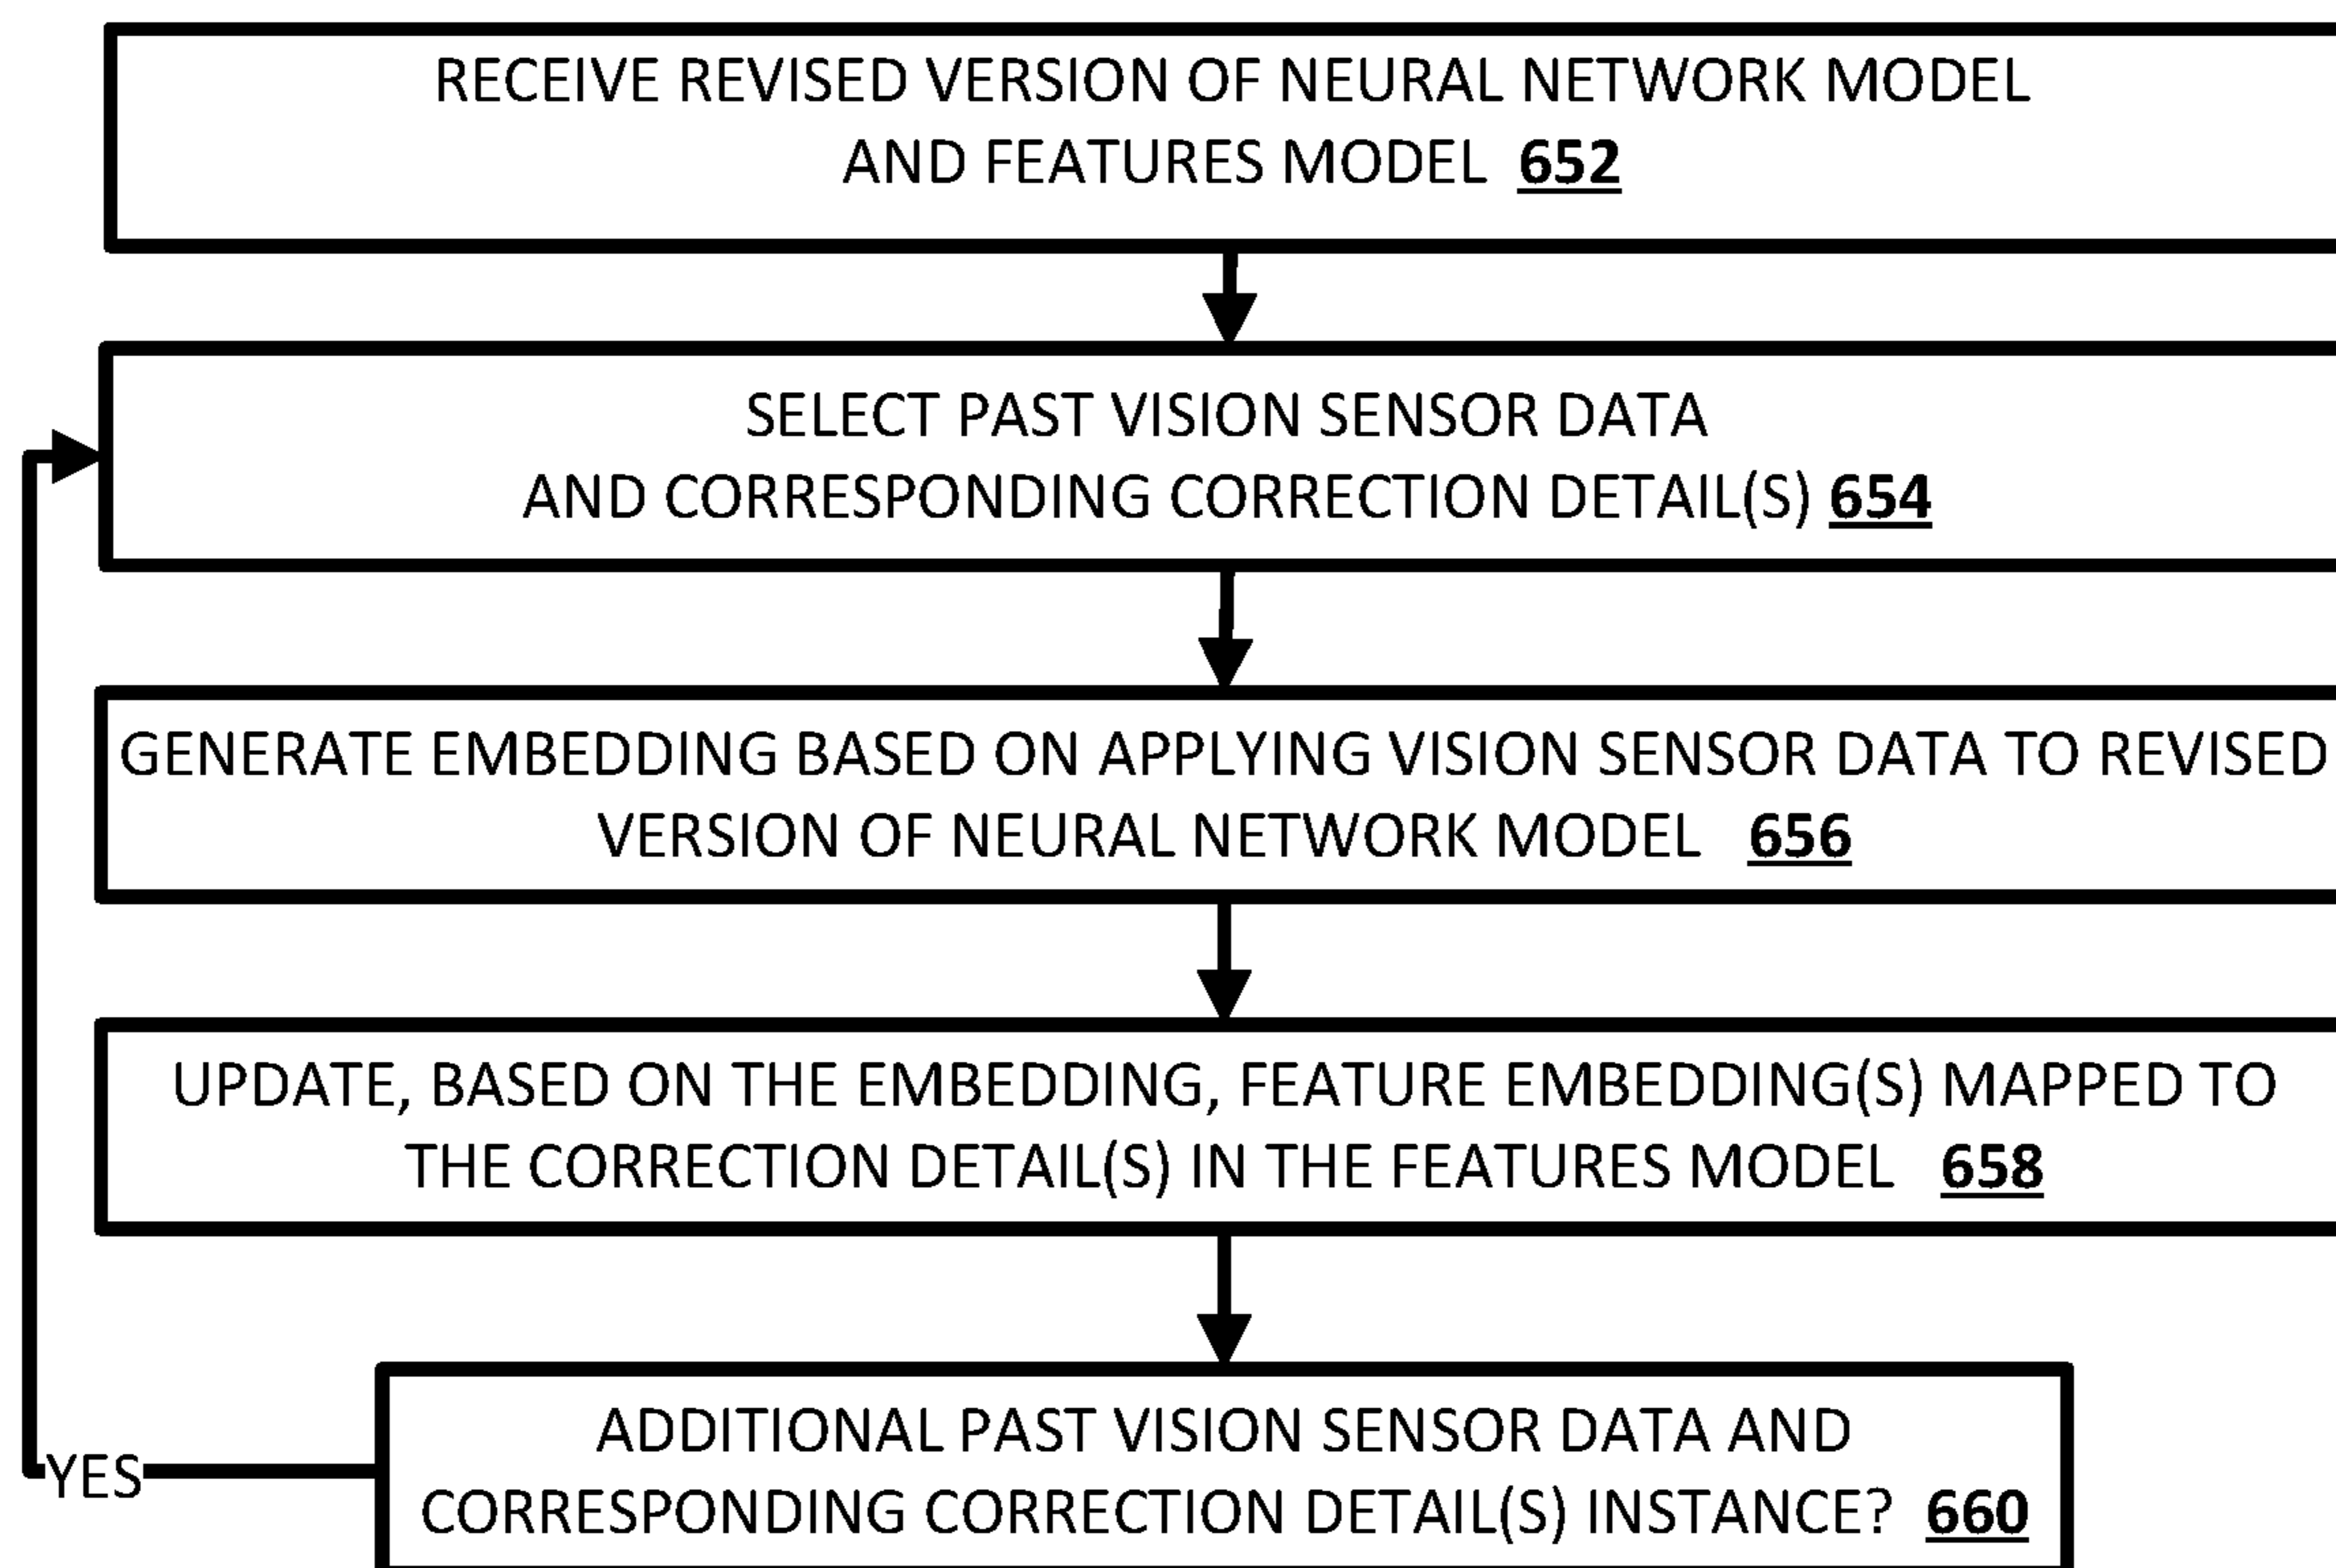 RECEIVE REVISED VERSION OF NEURAL NETWORK MODEL
AND FEATURES MODEL 652
SELECT PAST VISION SENSOR DATA
AND CORRESPONDING CORRECTION DETAIL(S) 654
GENERATE EMBEDDING BASED ON APPLYING VISION SENSOR DATA TO REVISED
VERSION OF NEURAL NETWORK MODEL 656
UPDATE, BASED ON THE EMBEDDING, FEATURE EMBEDDING(S) MAPPED TO
THE CORRECTION DETAIL(S) IN THE FEATURES MODEL 658
ADDITIONAL PAST VISION SENSOR DATA AND
YES
CORRESPONDING CORRECTION DETAIL(S) INSTANCE? 660